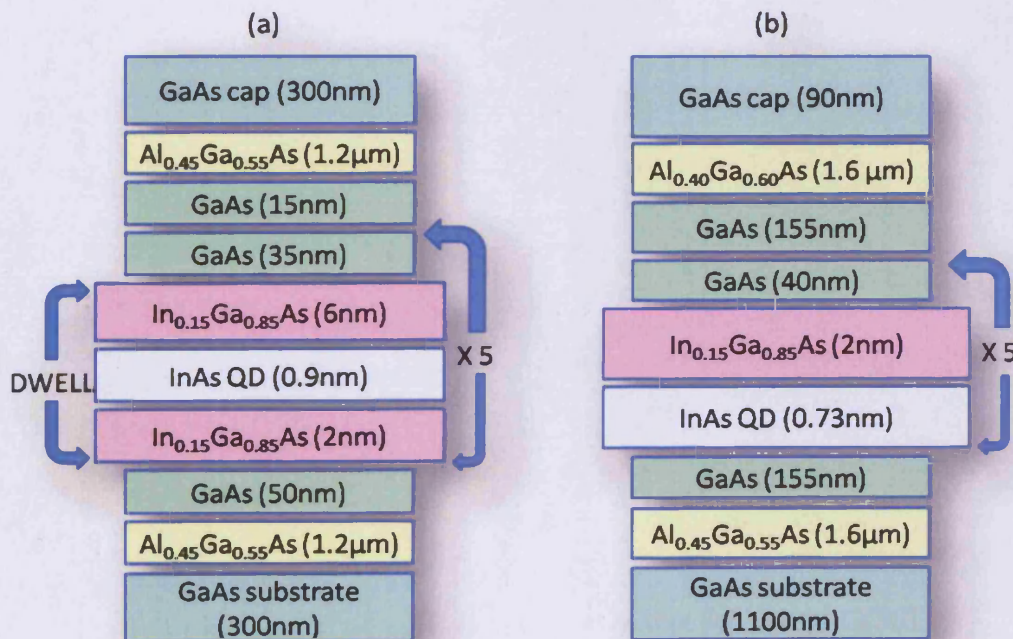 (a)
GaAs cap (300nm)
Al0.45Ga0.55As (1.2μm)
GaAs (15nm)
GaAs (35nm)
In0.15Ga0.85As (6nm)
InAs QD (0.9nm)
In0.15Ga0.85As (2nm)
GaAs (50nm)
Al0.45Ga0.55As (1.2μm)
GaAs substrate
(300nm)
DWELL
X 5
(b)
GaAs cap (90nm)
Al0.40Ga0.60As (1.6 μm)
GaAs (155nm)
GaAs (40nm)
In0.15Ga0.85As (2nm)
InAs QD (0.73nm)
GaAs (155nm)
Al0.45Ga0.55As (1.6μm)
GaAs substrate
(1100nm)
X 5